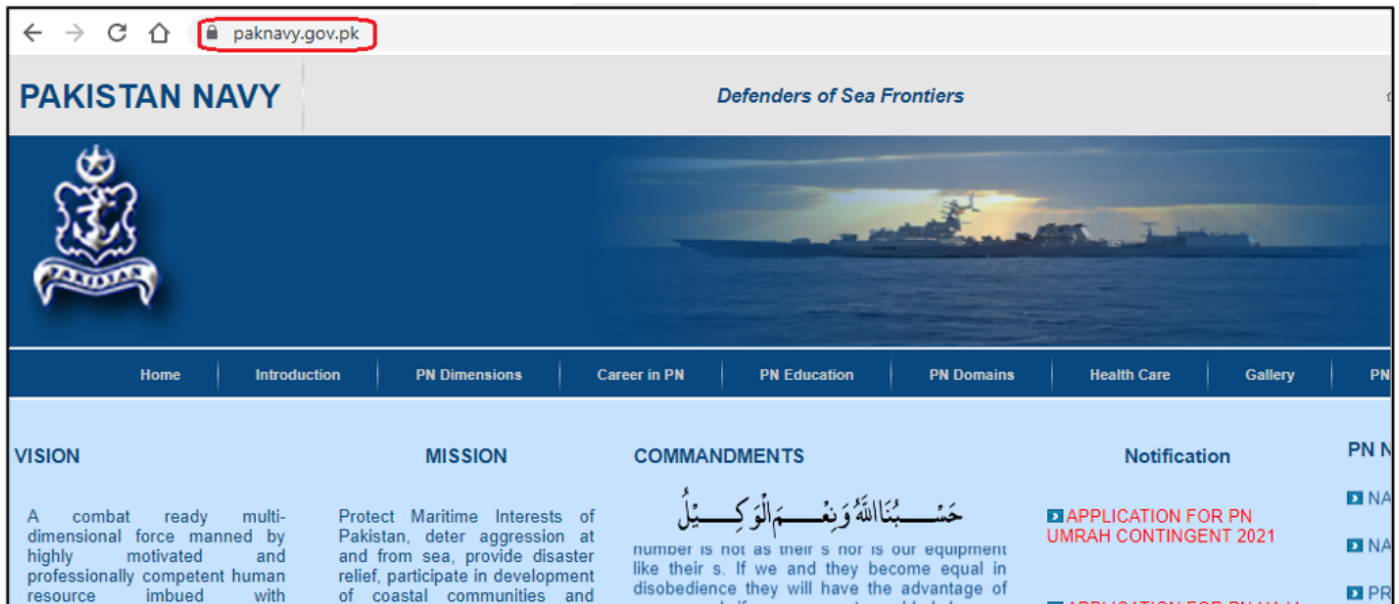 paknavy.gov.pk
PAKISTAN NAVY
Defenders of Sea Frontiers
PAKISTAN
Home
Introduction
PN Dimensions
Career in PN
PN Education
PN Domains
Health Care
Gallery
PN
VISION
A combat ready multi-
dimensional force manned by
highly motivated and
professionally competent human
resource imbued with
MISSION
Protect Maritime Interests of
Pakistan, deter aggression at
and from sea, provide disaster
relief, participate in development
of coastal communities and
COMMANDMENTS
حَسْبُنَا اللَّهُ وَنِعْمَ الْوَكِيْلُ
number is not as their s nor is our equipment
like their s. If we and they become equal in
disobedience they will have the advantage of
Notification
APPLICATION FOR PN
UMRAH CONTINGENT 2021
PN N
NA
NA
PR